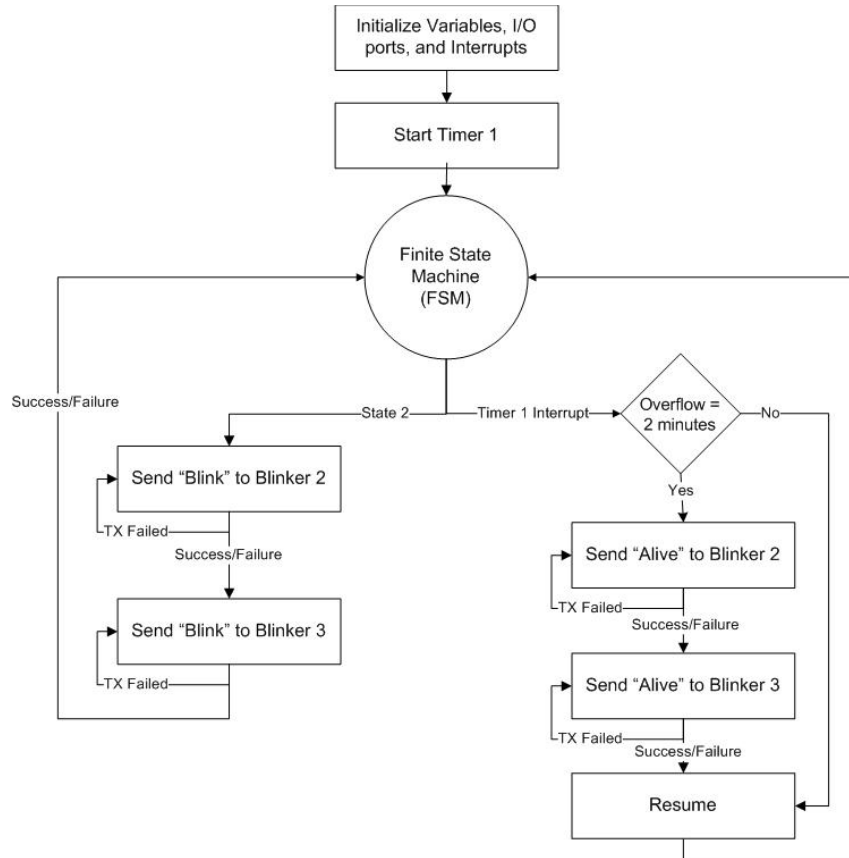 Initialize Variables, I/O
ports, and Interrupts
Start Timer 1
Finite State
Machine
(FSM)
Success/Failure
State 2
Timer 1 Interrupt
Overflow =
2 minutes
No
Send “Blink” to Blinker 2
Yes
TX Failed
Success/Failure
Send “Alive” to Blinker 2
TX Failed
Success/Failure
Send “Blink” to Blinker 3
TX Failed
Send “Alive” to Blinker 3
TX Failed
Success/Failure
Resume